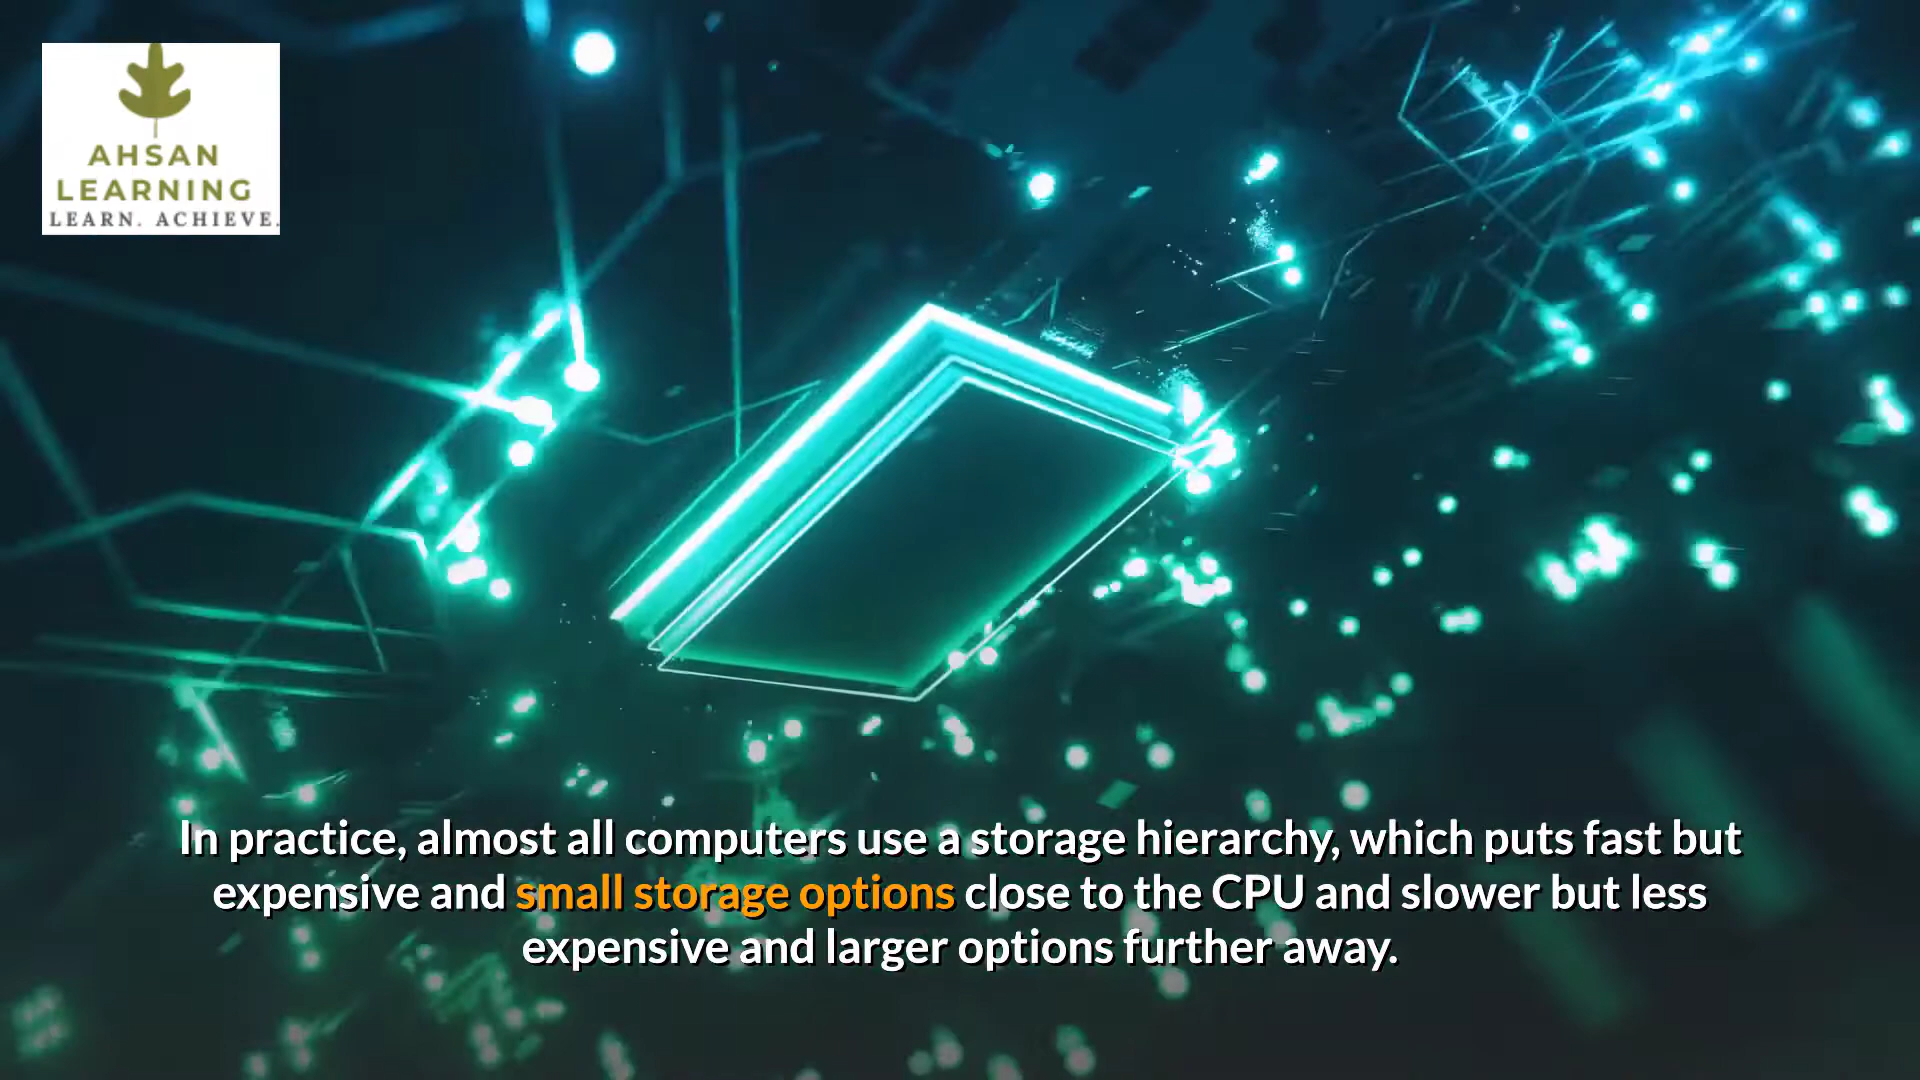 AHSAN
LEARNING
LEARN. ACHIEVE.
In practice, almost all computers use a storage hierarchy, which puts fast but
expensive and small storage options close to the CPU and slower but less
expensive and larger options further away.